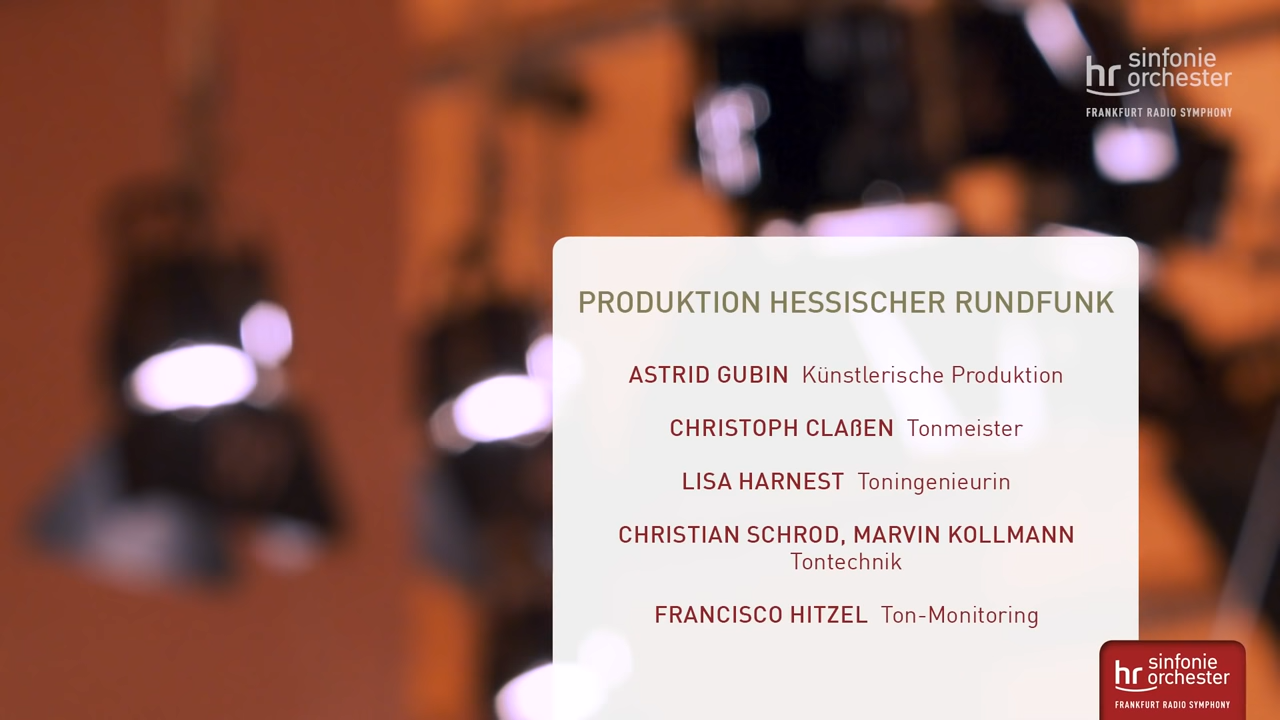 hr sinfonie
orchester
FRANKFURT RADIO SYMPHONY
PRODUKTION HESSISCHER RUNDFUNK
ASTRID GUBIN Künstlerische Produktion
CHRISTOPH CLAßEN Tonmeister
LISA HARNEST Toningenieurin
CHRISTIAN SCHROD, MARVIN KOLLMANN
Tontechnik
FRANCISCO HITZEL Ton-Monitoring
hr sinfonie
orchester
FRANKFURT RADIO SYMPHONY